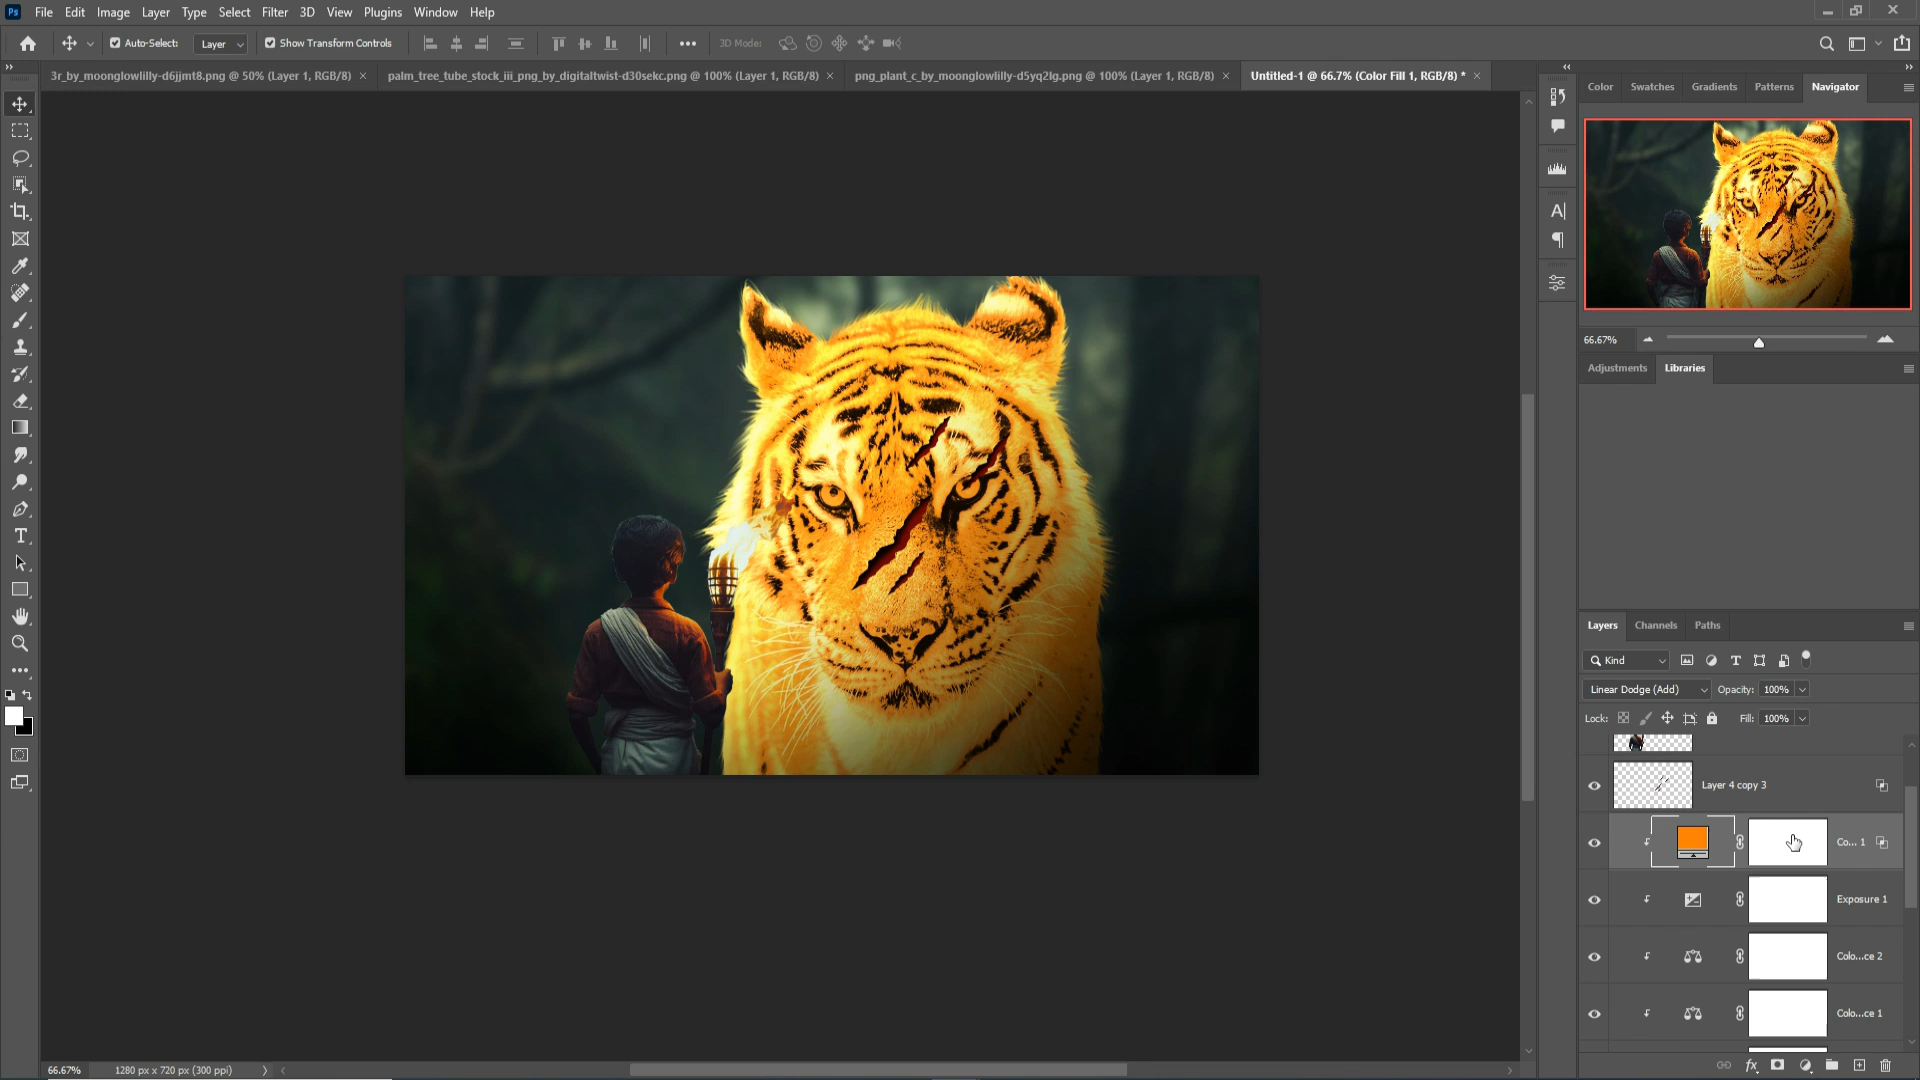 Ps File Edit Image Layer Type Select Filter 3D View Plugins Window Help
Auto-Select: Layer Show Transform Controls 3D Mode:
3r_by_moonglowlilly-d6jjmt8.png @ 50% (Layer 1, RGB/8) palm_tree_tube_stock_iii_png_by_digitaltwist-d30sekc.png @ 100% (Layer 1, RGB/8) png_plant_c_by_moonglowlilly-d5yq2lg.png @ 100% (Layer 1, RGB/8) Untitled-1 @ 66.7% (Color Fill 1, RGB/8) *
Color Swatches Gradients Patterns Navigator
66.67%
Adjustments Libraries
Layers Channels Paths
Kind
Linear Dodge (Add) Opacity: 100%
Lock: Fill: 100%
Layer 4 copy 3
Co... 1
Exposure 1
Colo...ce 2
Colo...ce 1
66.67% 1280 px x 720 px (300 ppi)